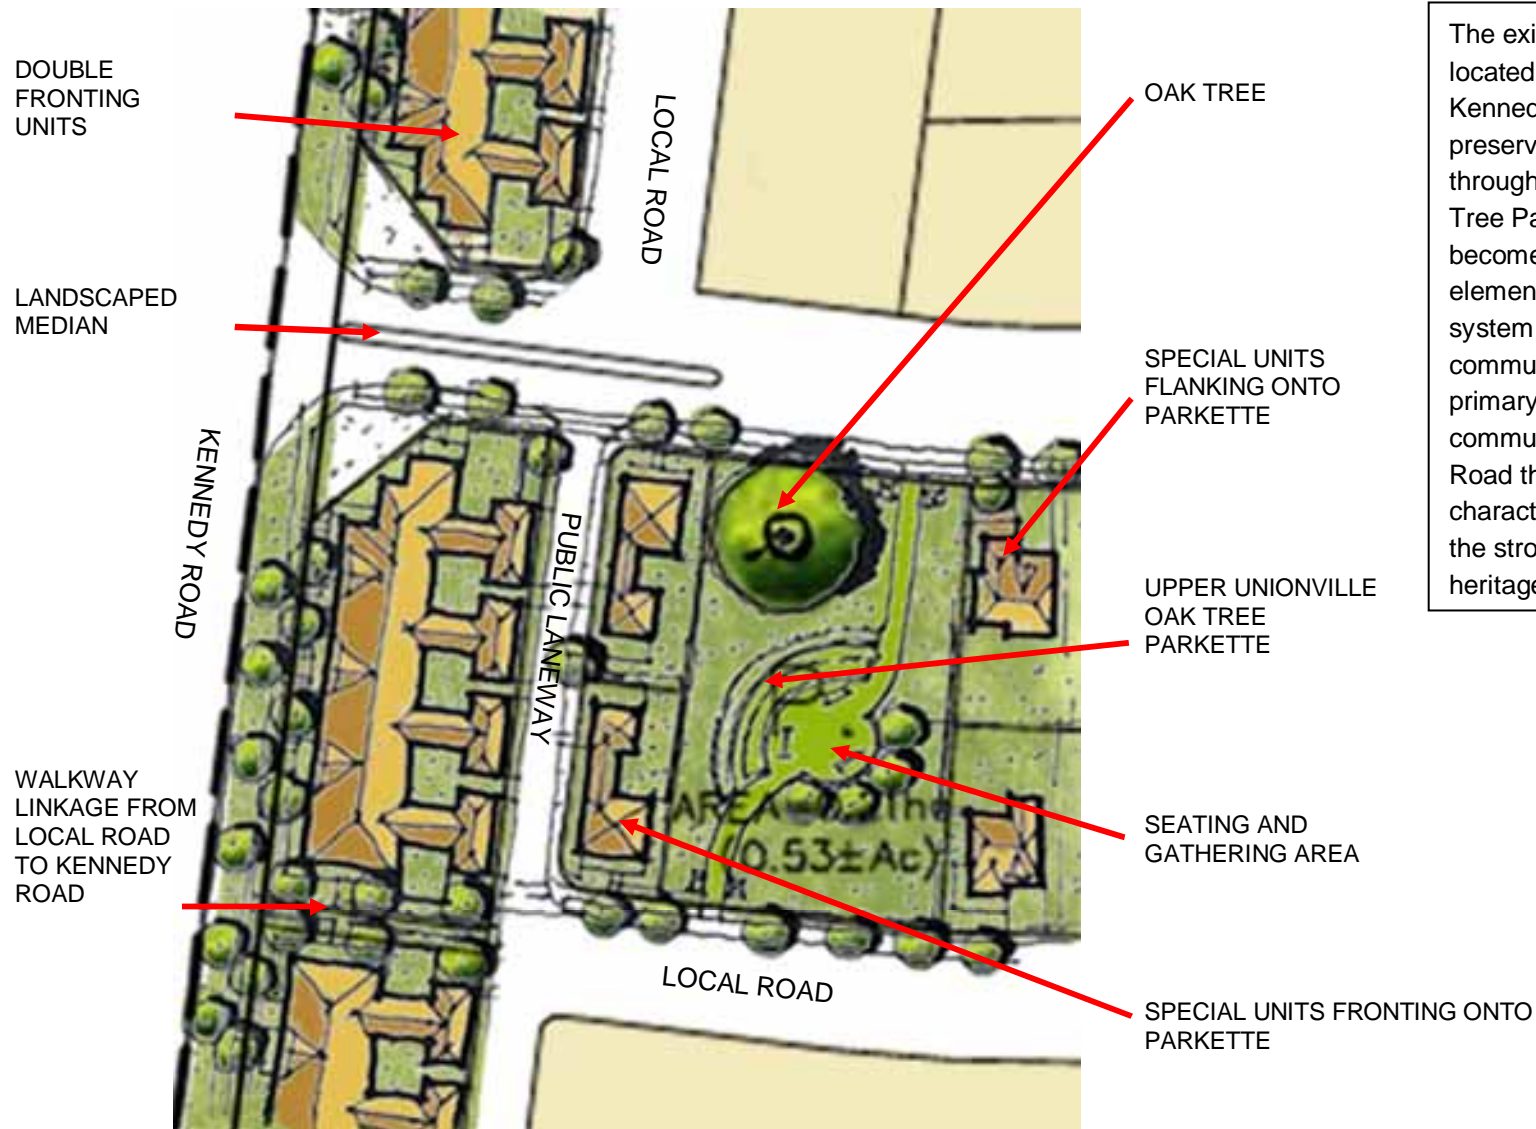 DOUBLE
FRONTING
UNITS
LANDSCAPED
MEDIAN
WALKWAY
LINKAGE FROM
LOCAL ROAD
TO KENNEDY
ROAD
LOCAL ROAD
KENNEDY ROAD
PUBLIC LANEWAY
AREA
(0.53±Ac)
LOCAL ROAD
OAK TREE
SPECIAL UNITS
FLANKING ONTO
PARKETTE
UPPER UNIONVILLE
OAK TREE
PARKETTE
SEATING AND
GATHERING AREA
SPECIAL UNITS FRONTING ONTO
PARKETTE
The exi
located
Kenned
preserv
through
Tree Pa
become
elemen
system
commu
primary
commu
Road th
charact
the stro
heritage